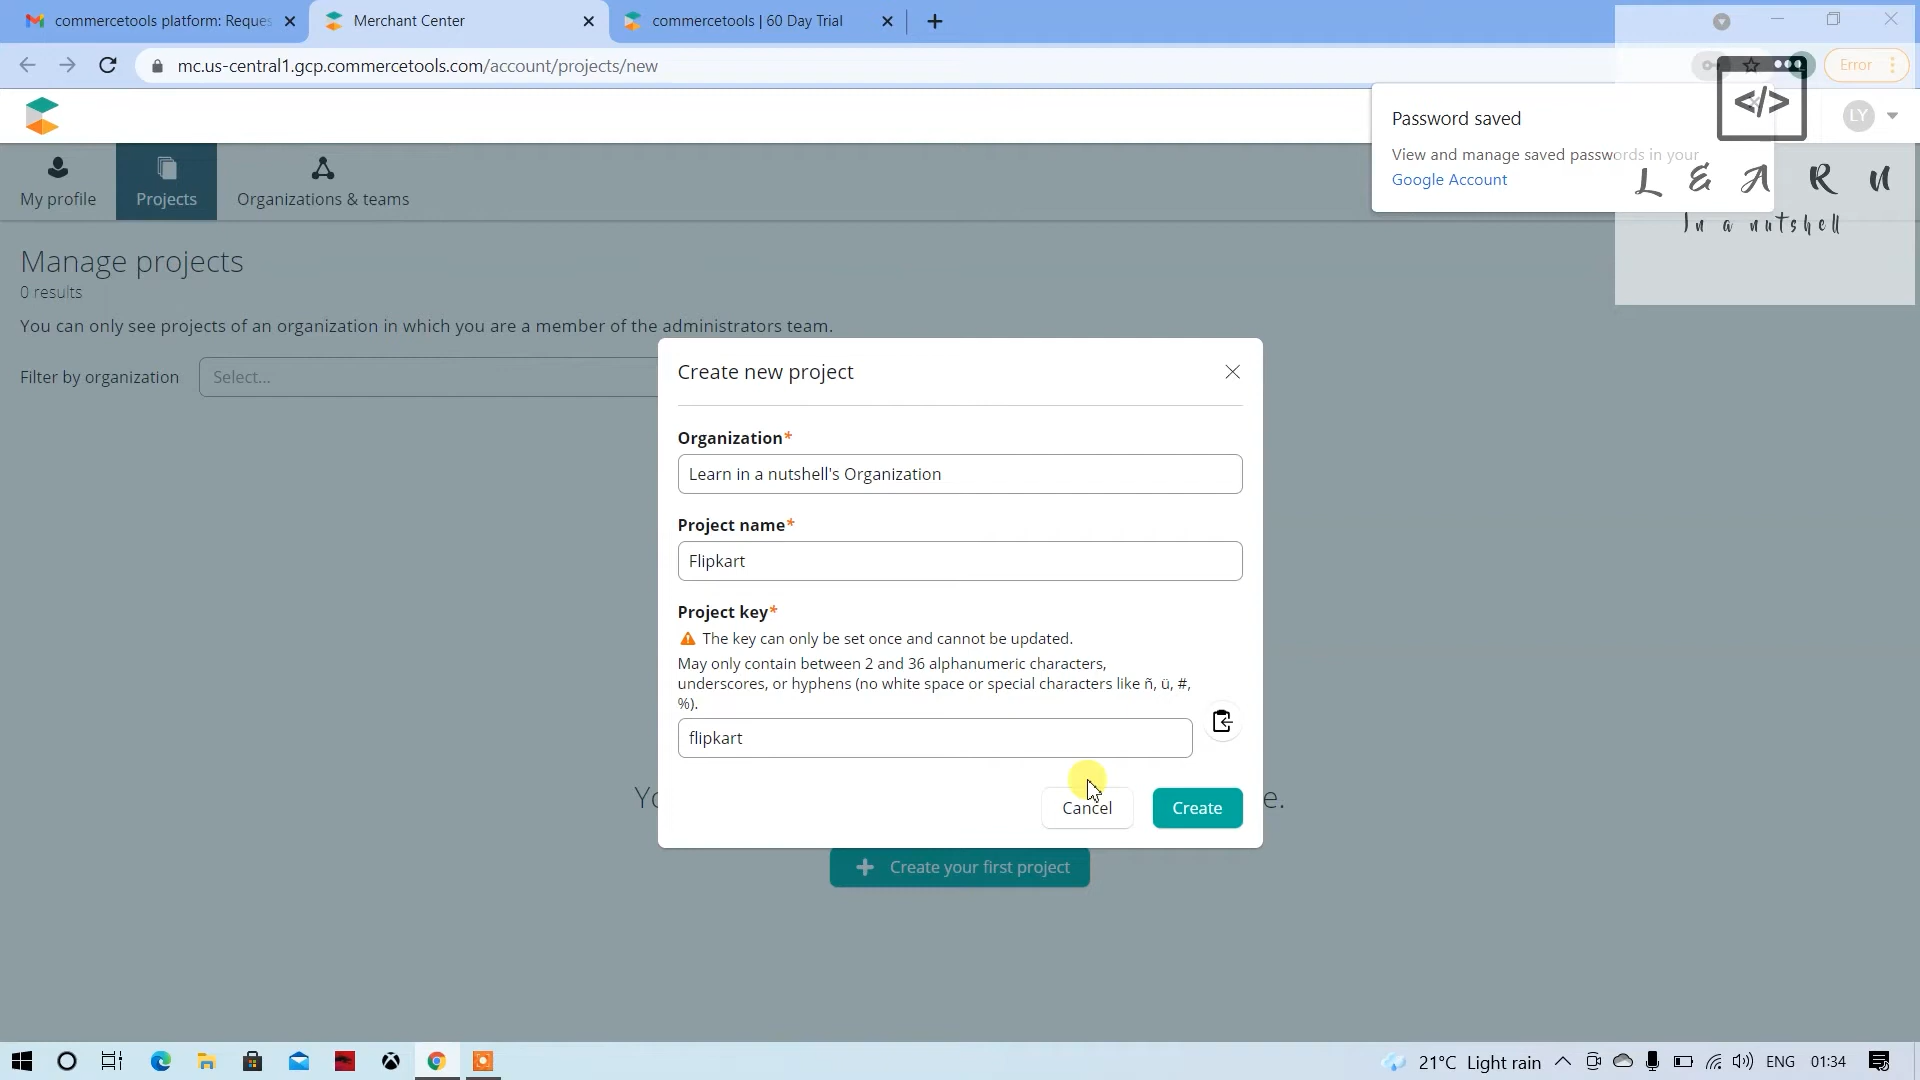 commercetools platform: Reques
Merchant Center
commercetools | 60 Day Trial
mc.us-central1.gcp.commercetools.com/account/projects/new
Error
Password saved
View and manage saved passwords in your
Google Account
</>
LEARN
In a nutshell
LY
My profile
Projects
Organizations & teams
Manage projects
0 results
You can only see projects of an organization in which you are a member of the administrators team.
Filter by organization
Select...
Create new project
Organization*
Learn in a nutshell's Organization
Project name*
Flipkart
Project key*
The key can only be set once and cannot be updated.
May only contain between 2 and 36 alphanumeric characters,
underscores, or hyphens (no white space or special characters like ñ, ü, #,
%).
flipkart
Cancel
Create
e.
Create your first project
21°C Light rain
ENG
01:34